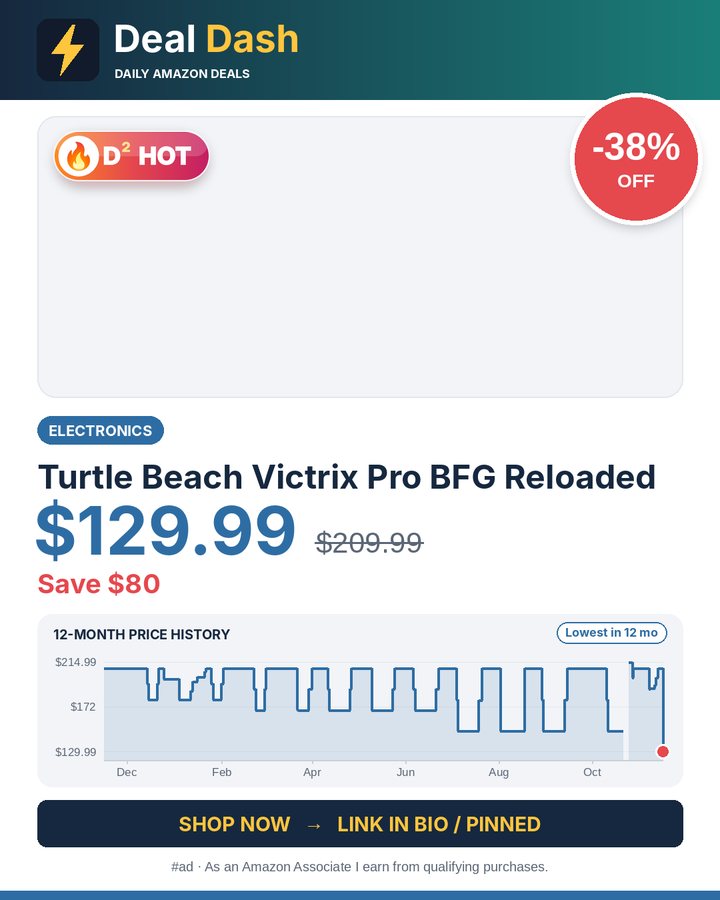 Deal Dash
DAILY AMAZON DEALS
D² HOT
-38%
OFF
ELECTRONICS
Turtle Beach Victrix Pro BFG Reloaded
$129.99 $209.99
Save $80
12-MONTH PRICE HISTORY
Lowest in 12 mo
$214.99
$172
$129.99
Dec Feb Apr Jun Aug Oct
SHOP NOW → LINK IN BIO / PINNED
#ad · As an Amazon Associate I earn from qualifying purchases.